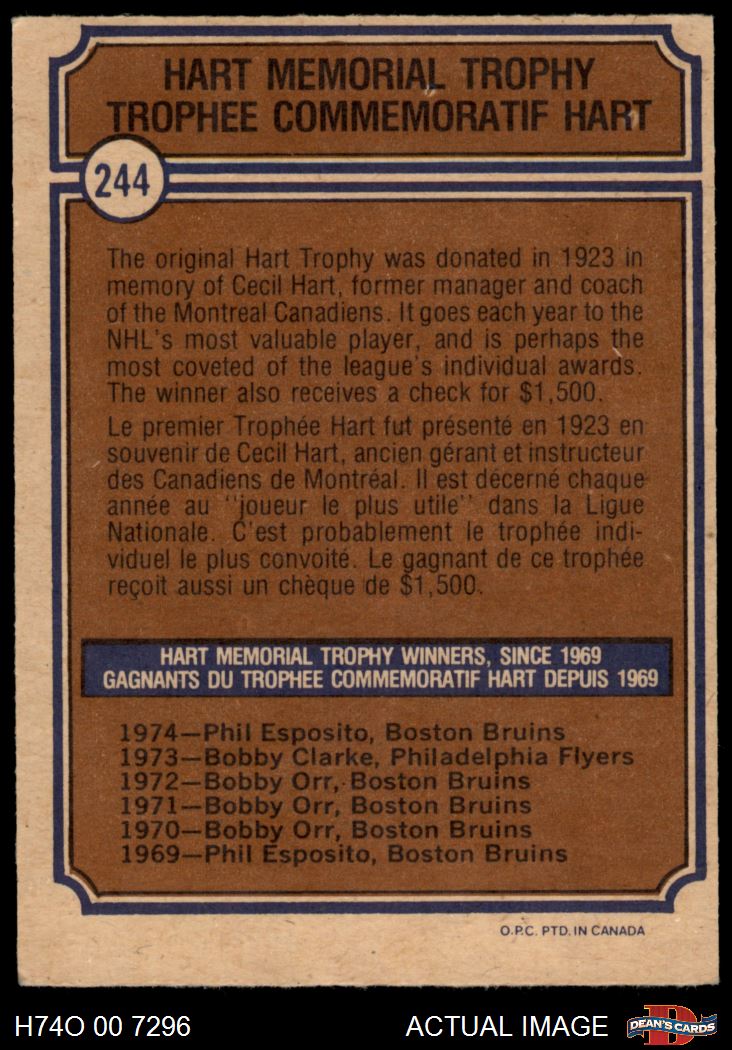 HART MEMORIAL TROPHY
TROPHEE COMMEMORATIF HART
244
The original Hart Trophy was donated in 1923 in
memory of Cecil Hart, former manager and coach
of the Montreal Canadiens. It goes each year to the
NHL's most valuable player, and is perhaps the
most coveted of the league's individual awards.
The winner also receives a check for $1,500.
Le premier Trophée Hart fut présenté en 1923 en
souvenir de Cecil Hart, ancien gérant et instructeur
des Canadiens de Montréal. Il est décerné chaque
année au "joueur le plus utile" dans la Ligue
Nationale. C'est probablement le trophée indi-
viduel le plus convoité. Le gagnant de ce trophée
reçoit aussi un chèque de $1,500.
HART MEMORIAL TROPHY WINNERS, SINCE 1969
GAGNANTS DU TROPHEE COMMEMORATIF HART DEPUIS 1969
1974—Phil Esposito, Boston Bruins
1973—Bobby Clarke, Philadelphia Flyers
1972—Bobby Orr, Boston Bruins
1971—Bobby Orr, Boston Bruins
1970—Bobby Orr, Boston Bruins
1969—Phil Esposito, Boston Bruins
O.P.C. PTD. IN CANADA
H74O 00 7296
ACTUAL IMAGE
D
DEAN'S CARDS